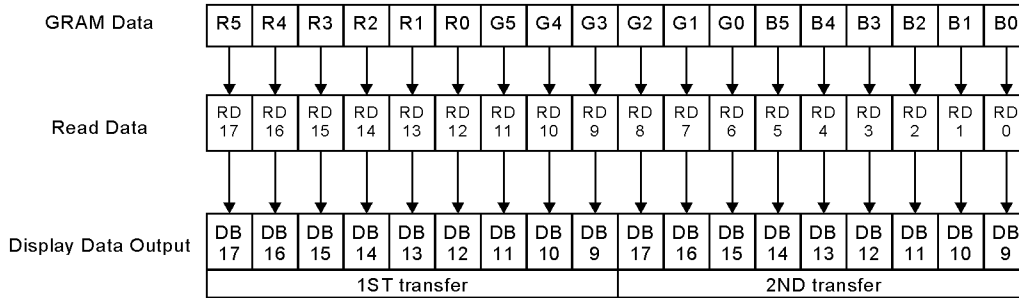 GRAM Data R5 R4 R3 R2 R1 R0 G5 G4 G3 G2 G1 G0 B5 B4 B3 B2 B1 B0
RD RD RD RD RD RD RD RD RD RD RD RD RD RD RD RD RD RD
Read Data
17 16 15 14 13 12 11 10 9 8 7 6 5 4 3 2 1 0
DB DB DB DB DB DB DB DB DB DB DB DB DB DB DB DB DB DB
Display Data Output
17 16 15 14 13 12 11 10 9 17 16 15 14 13 12 11 10 9
1ST transfer 2ND transfer